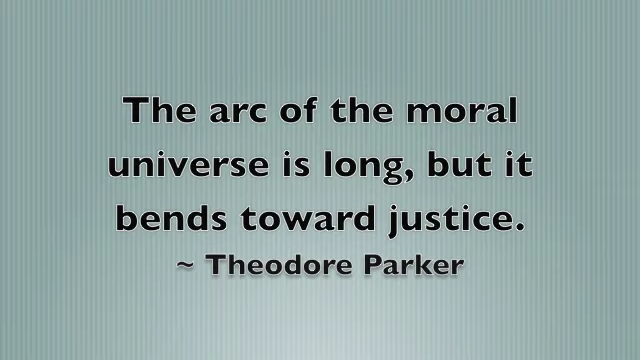 The arc of the moral
universe is long, but it
bends toward justice.
~ Theodore Parker